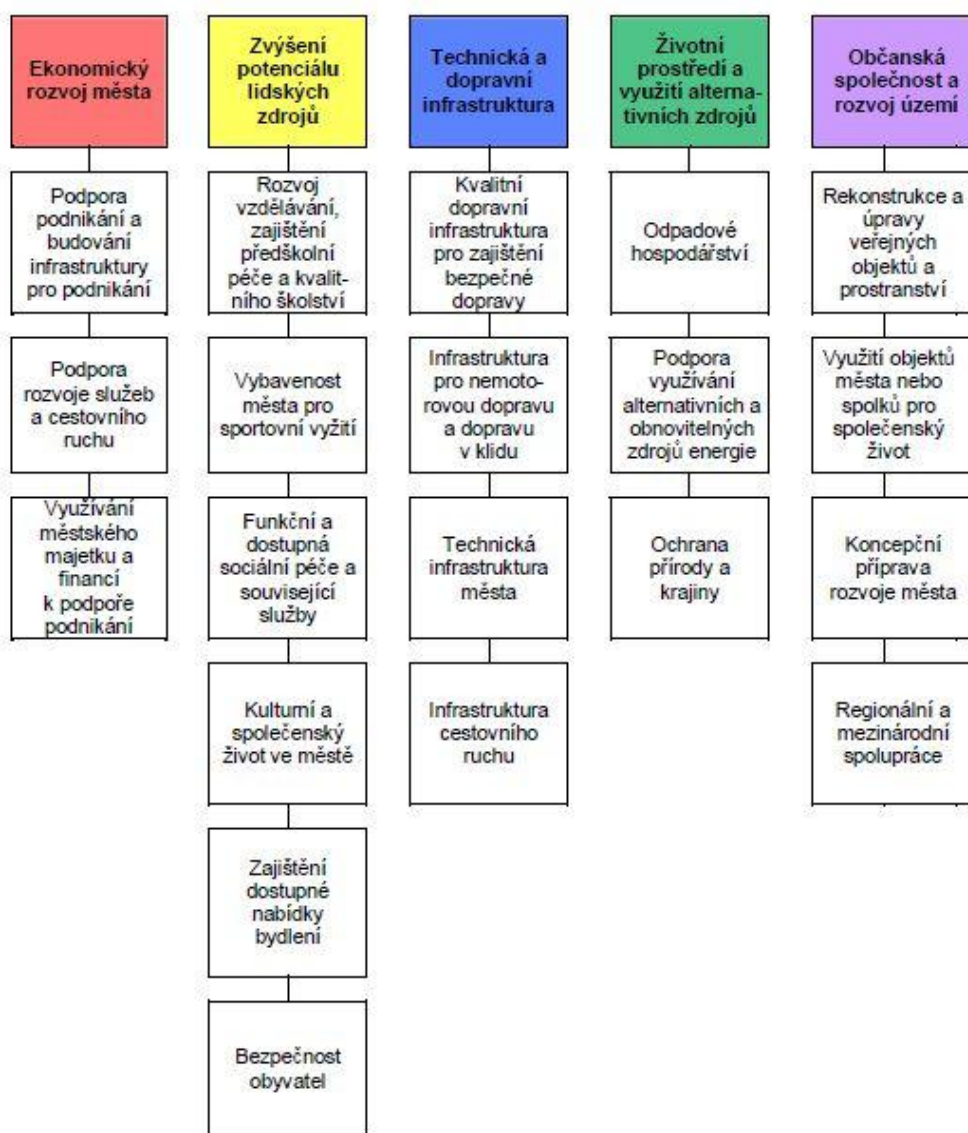 Ekonomický
rozvoj města
Podpora
podnikání a
budování
infrastruktury
pro podnikání
Podpora
rozvoje služeb
a cestovního
ruchu
Využívání
městského
majetku a
financí
k podpoře
podnikání
Zvýšení
potenciálu
lidských
zdrojů
Rozvoj
vzdělávání,
zajištění
předškolní
péče a kvalit-
ního školství
Vybavenost
města pro
sportovní vyžití
Funkční a
dostupná
sociální péče a
související
služby
Kulturní a
společenský
život ve městě
Zajištění
dostupné
nabídky
bydlení
Bezpečnost
obyvatel
Technická a
dopravní
infrastruktura
Kvalitní
dopravní
infrastruktura
pro zajištění
bezpečné
dopravy
Infrastruktura
pro nemoto-
rovou dopravu
a dopravu
v klidu
Technická
infrastruktura
města
Infrastruktura
cestovního
ruchu
Životní
prostředí a
využití alterna-
tivních zdrojů
Odpadové
hospodářství
Podpora
využívání
alternativních a
obnovitelných
zdrojů energie
Ochrana
přírody a
krajiny
Občanská
společnost a
rozvoj území
Rekonstrukce a
úpravy
veřejných
objektů a
prostranství
Využití objektů
města nebo
spolků pro
společenský
život
Koncepční
příprava
rozvoje města
Regionální a
mezinárodní
spolupráce